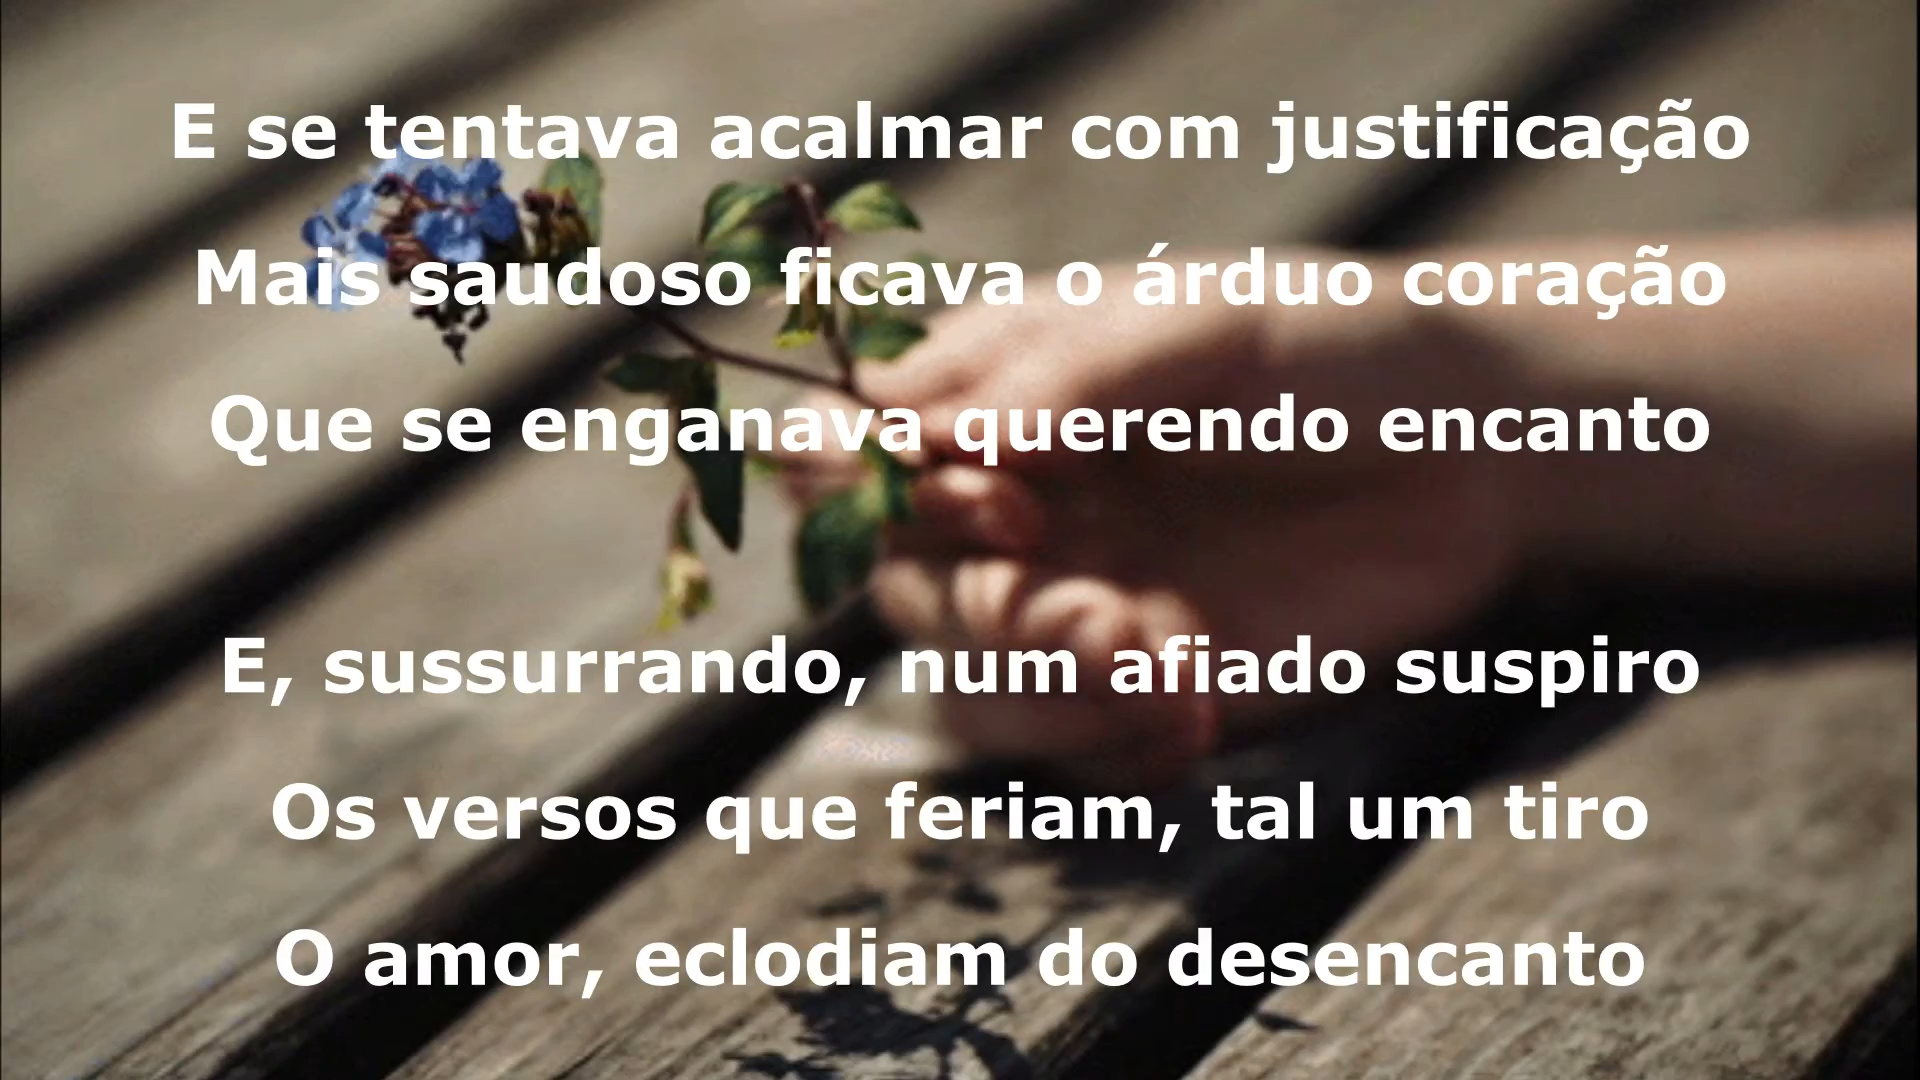 E se tentava acalmar com justificação
Mais saudoso ficava o árduo coração
Que se enganava querendo encanto
E, sussurrando, num afiado suspiro
Os versos que feriam, tal um tiro
O amor, eclodiam do desencanto